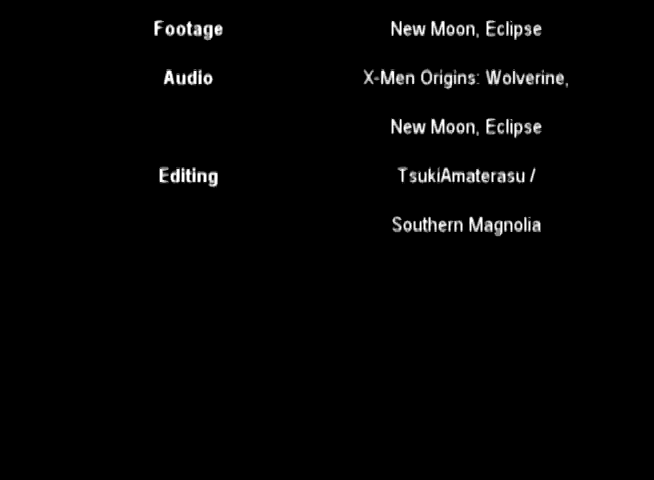 Footage New Moon, Eclipse
Audio X-Men Origins: Wolverine,
New Moon, Eclipse
Editing TsukiAmaterasu /
Southern Magnolia